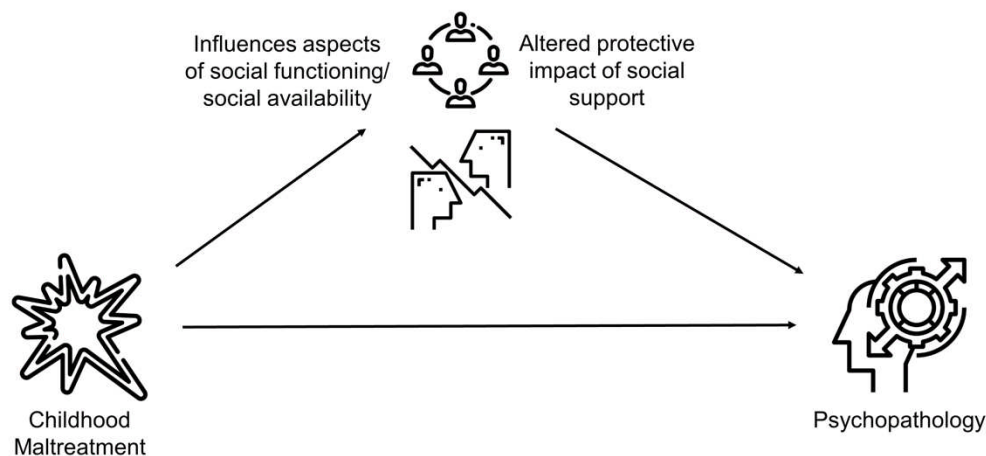 Influences aspects
of social functioning/
social availability
Altered protective
impact of social
support
Childhood
Maltreatment
Psychopathology